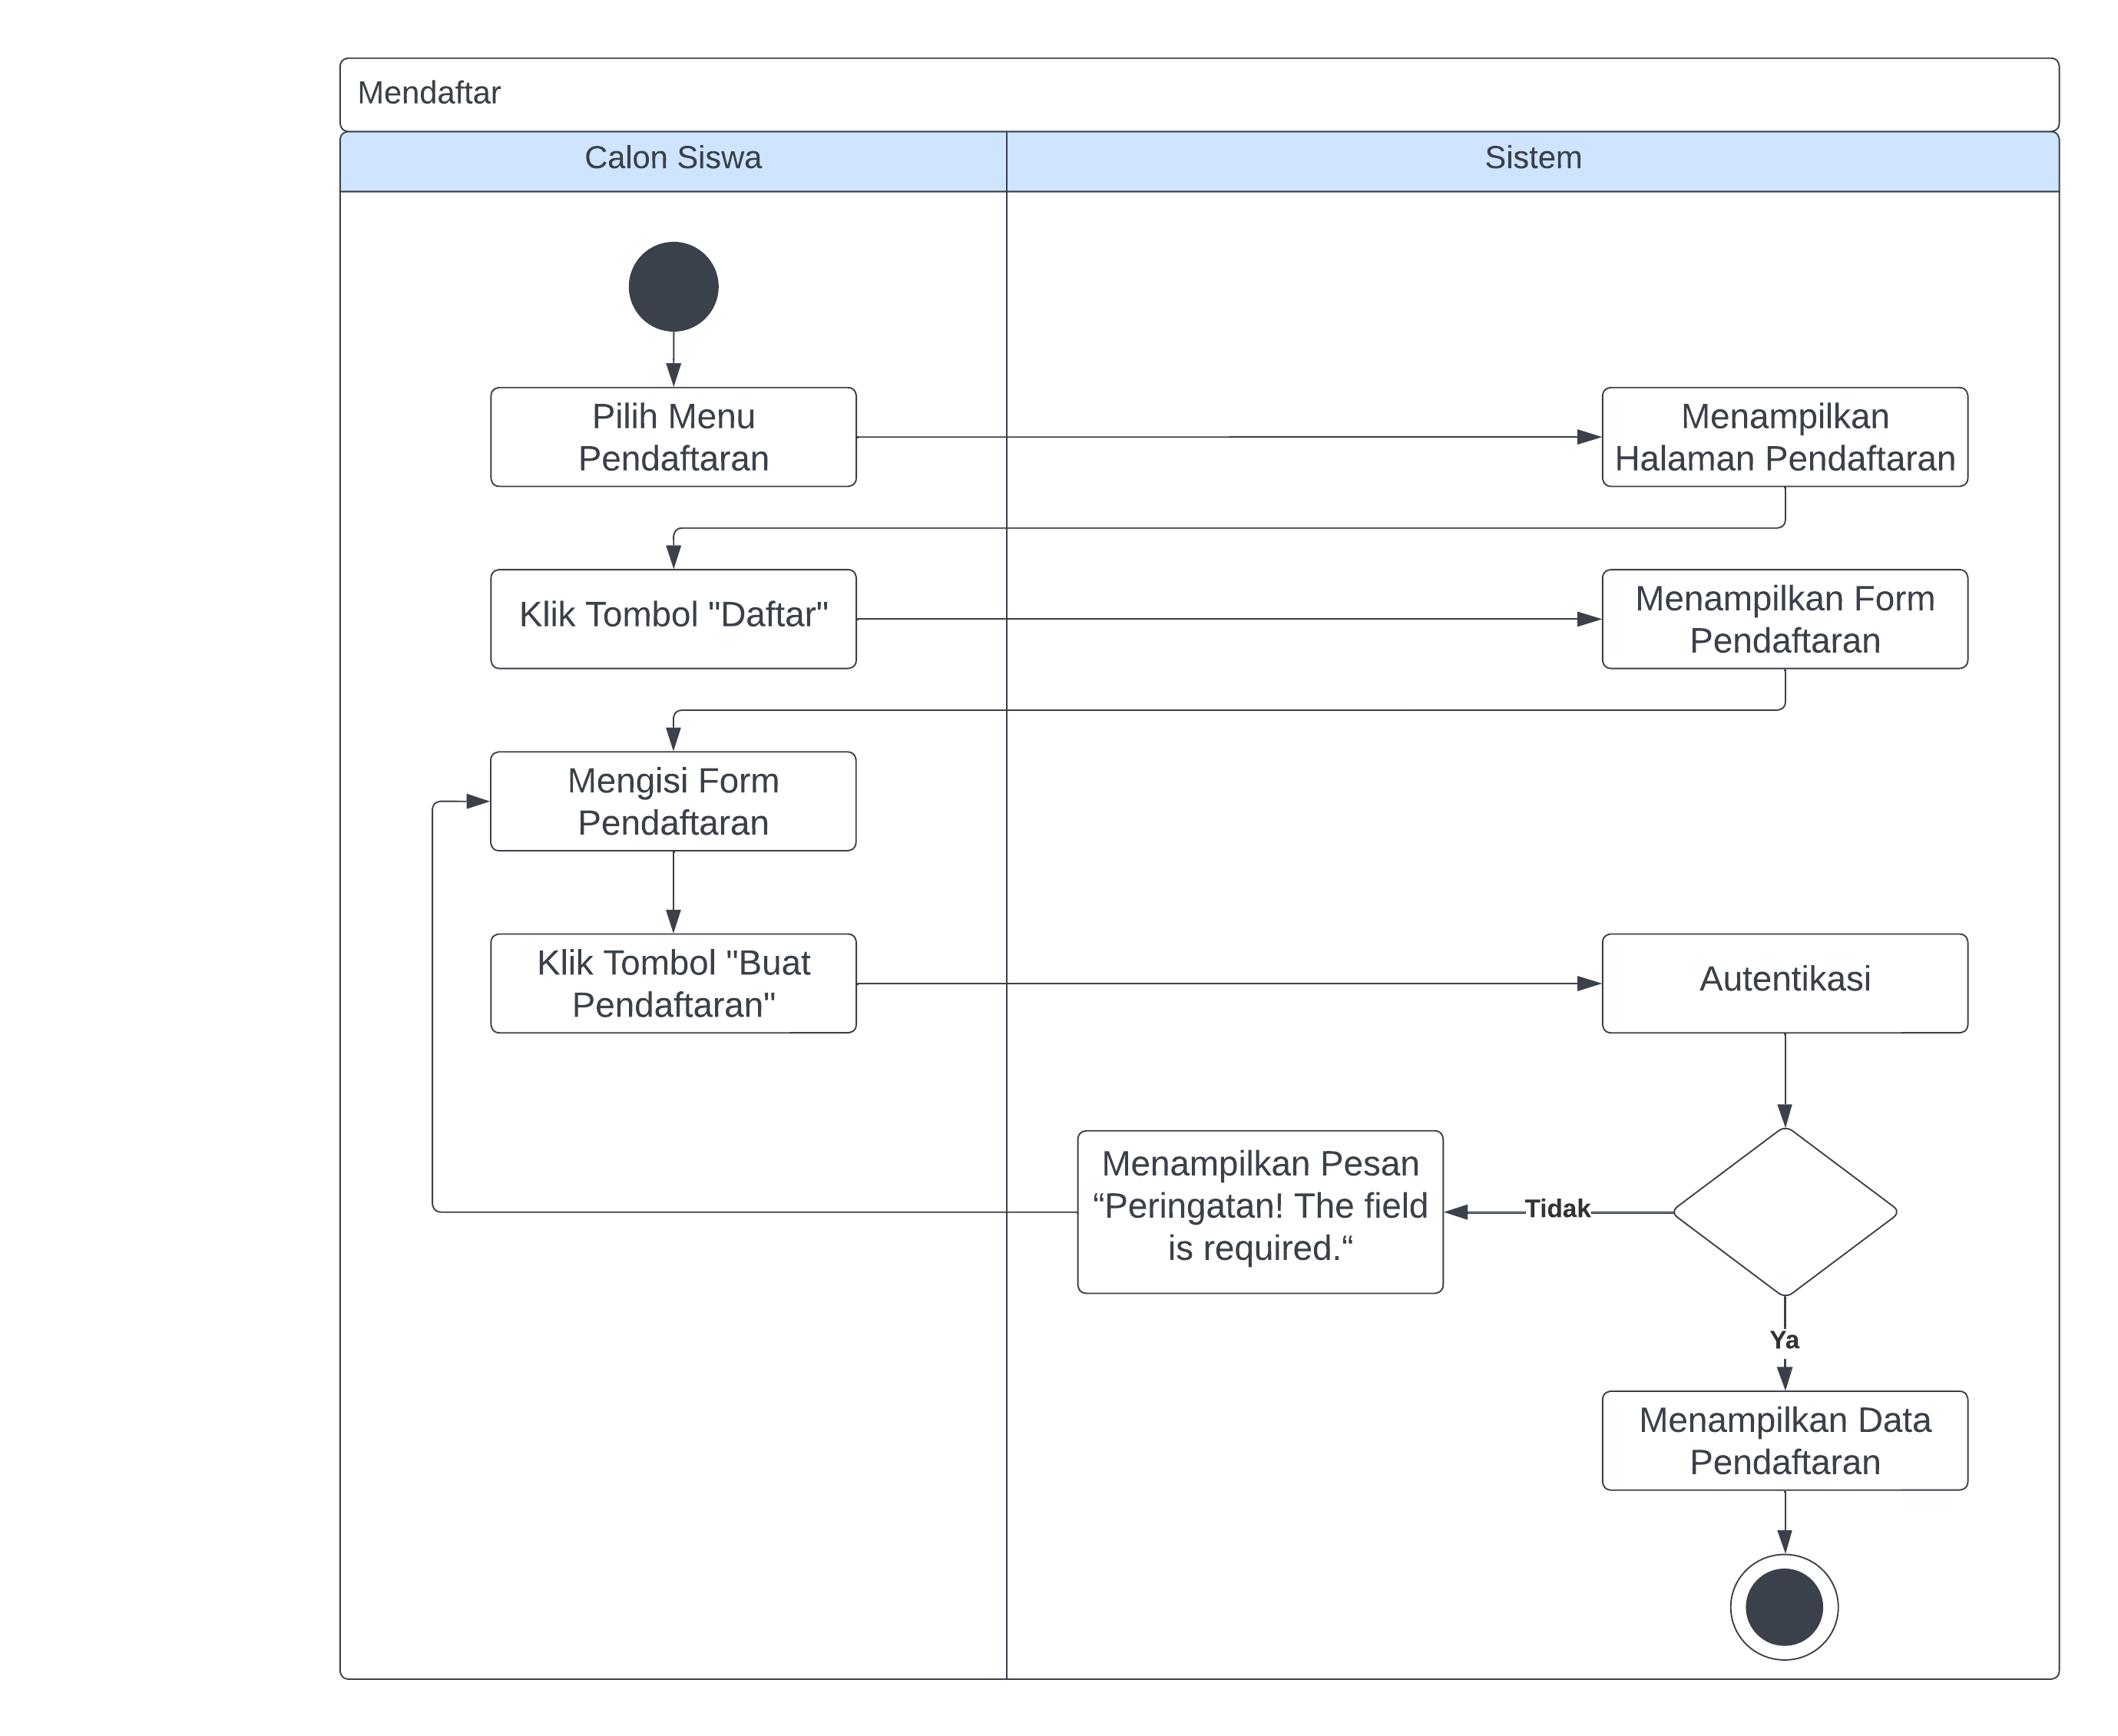 Mendaftar
Calon Siswa
Sistem
Pilih Menu
Pendaftaran
Menampilkan
Halaman Pendaftaran
Klik Tombol "Daftar"
Menampilkan Form
Pendaftaran
Mengisi Form
Pendaftaran
Klik Tombol "Buat
Pendaftaran"
Autentikasi
Menampilkan Pesan
“Peringatan! The field
is required.“
Tidak
Ya
Menampilkan Data
Pendaftaran